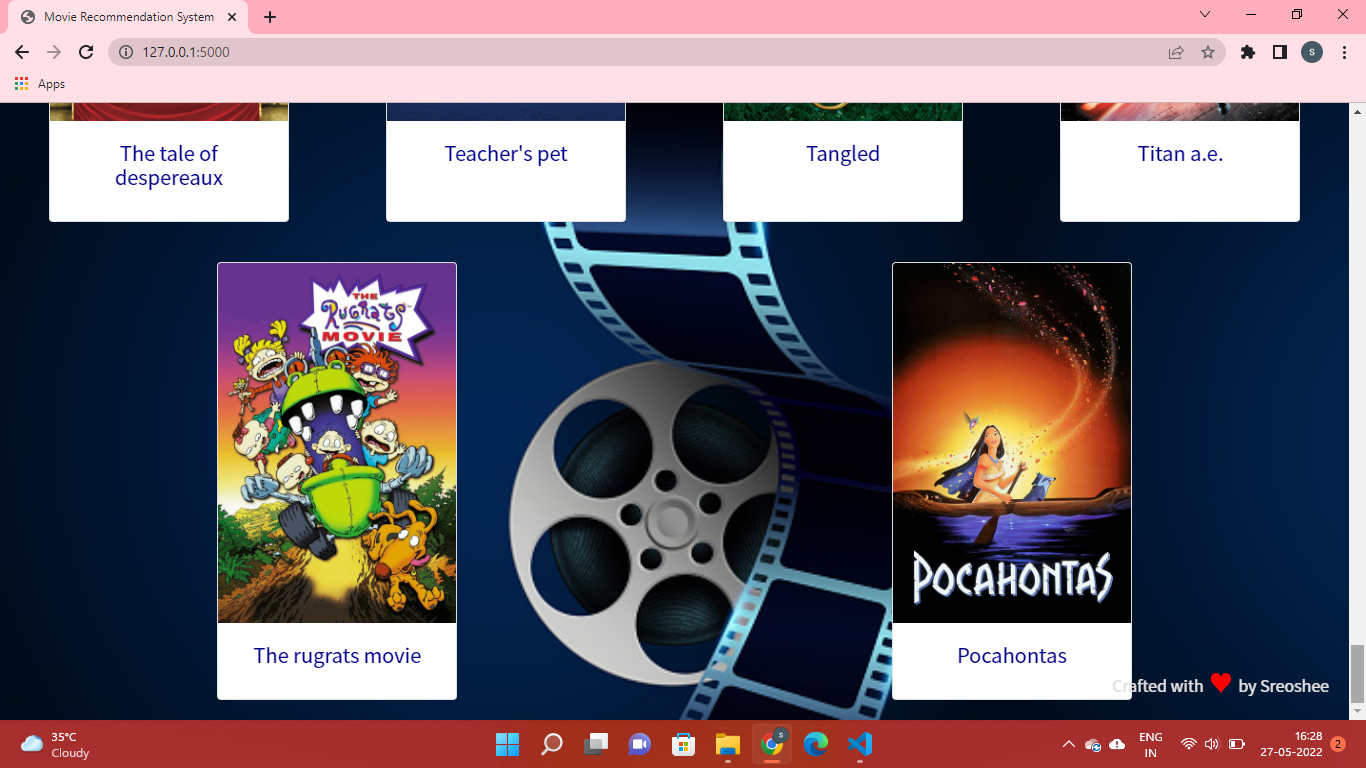 Movie Recommendation System
127.0.0.1:5000
S
Apps
The tale of
despereaux
Teacher's pet
Tangled
Titan a.e.
THE
RugRats
MOVIE
POCAHONTAS
The rugrats movie
Pocahontas
Crafted with ♥ by Sreoshee
35°C
Cloudy
S
ENG
IN
16:28
27-05-2022
2